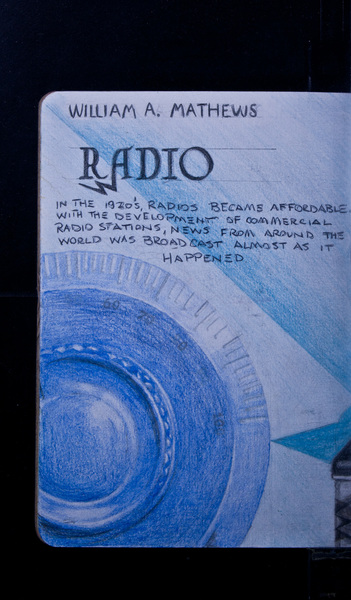 WILLIAM A. MATHEWS
RADIO
IN THE 1920'S, RADIOS BECAME AFFORDABLE.
WITH THE DEVELOPMENT OF COMMERCIAL
RADIO STATIONS, NEWS FROM AROUND THE
WORLD WAS BROADCAST ALMOST AS IT
HAPPENED